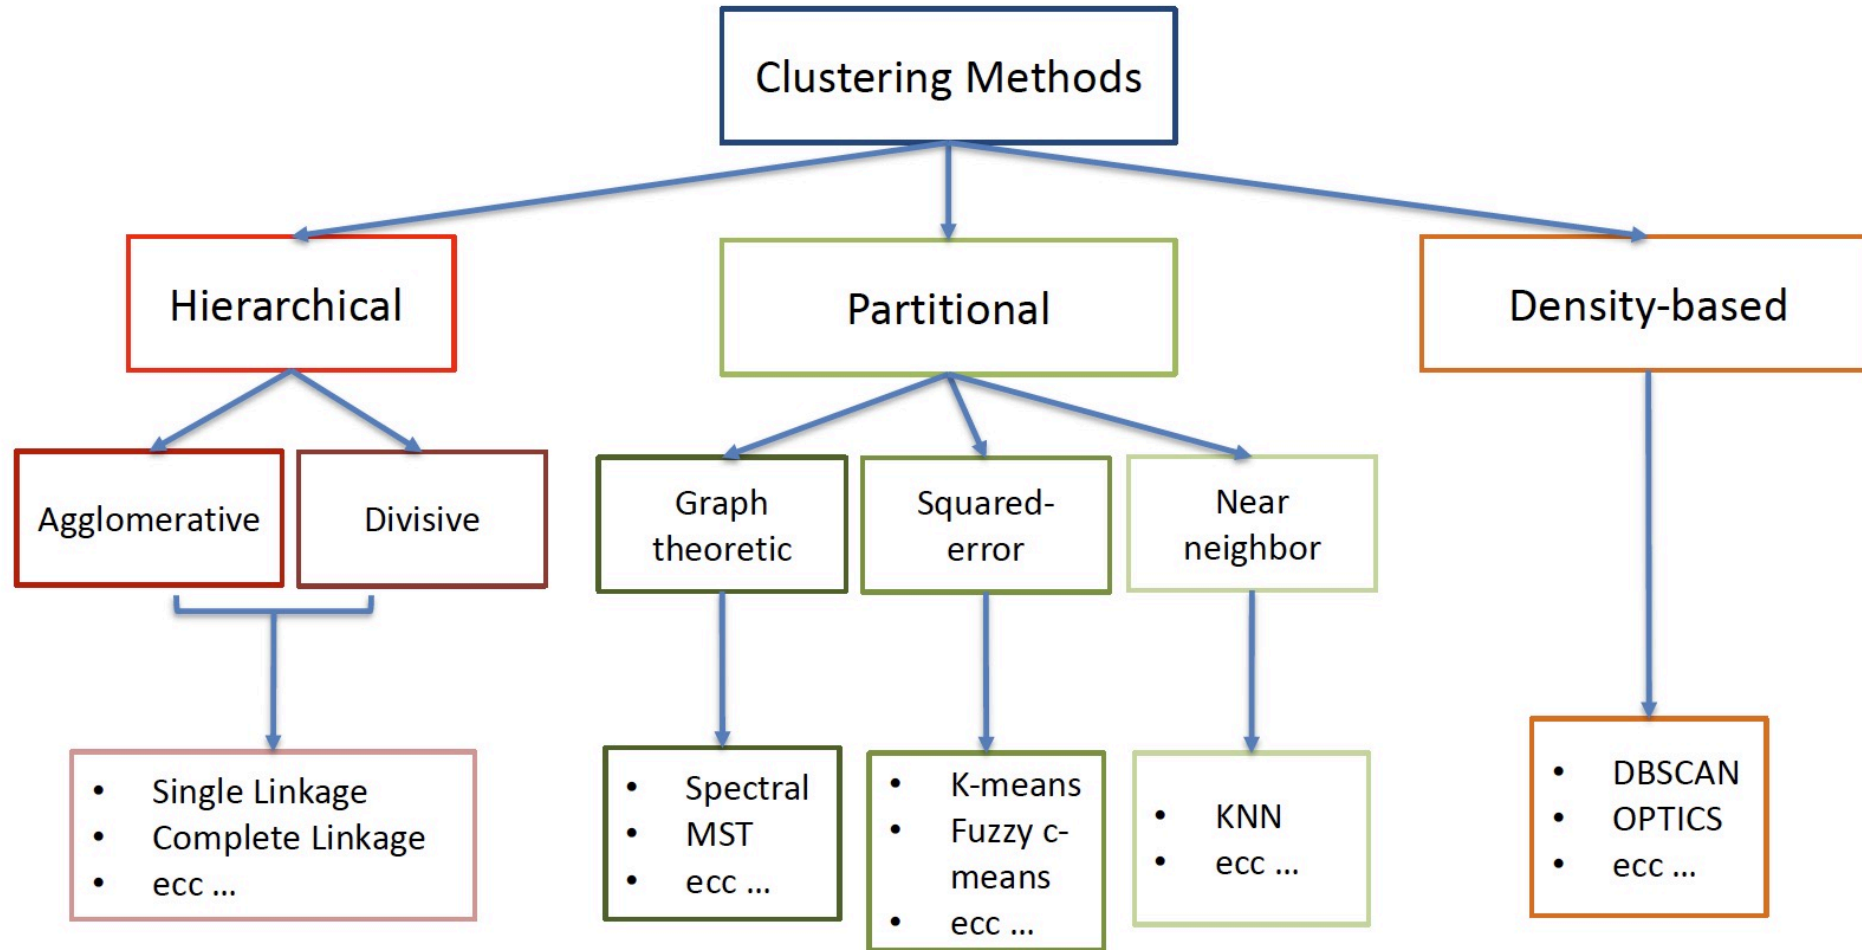 Clustering Methods
Hierarchical
Partitional
Density-based
Agglomerative
Divisive
Graph
theoretic
Squared-
error
Near
neighbor
• Single Linkage
• Complete Linkage
• ecc ...
• Spectral
• MST
• ecc ...
• K-means
• Fuzzy c-
means
• ecc ...
• KNN
• ecc ...
• DBSCAN
• OPTICS
• ecc ...